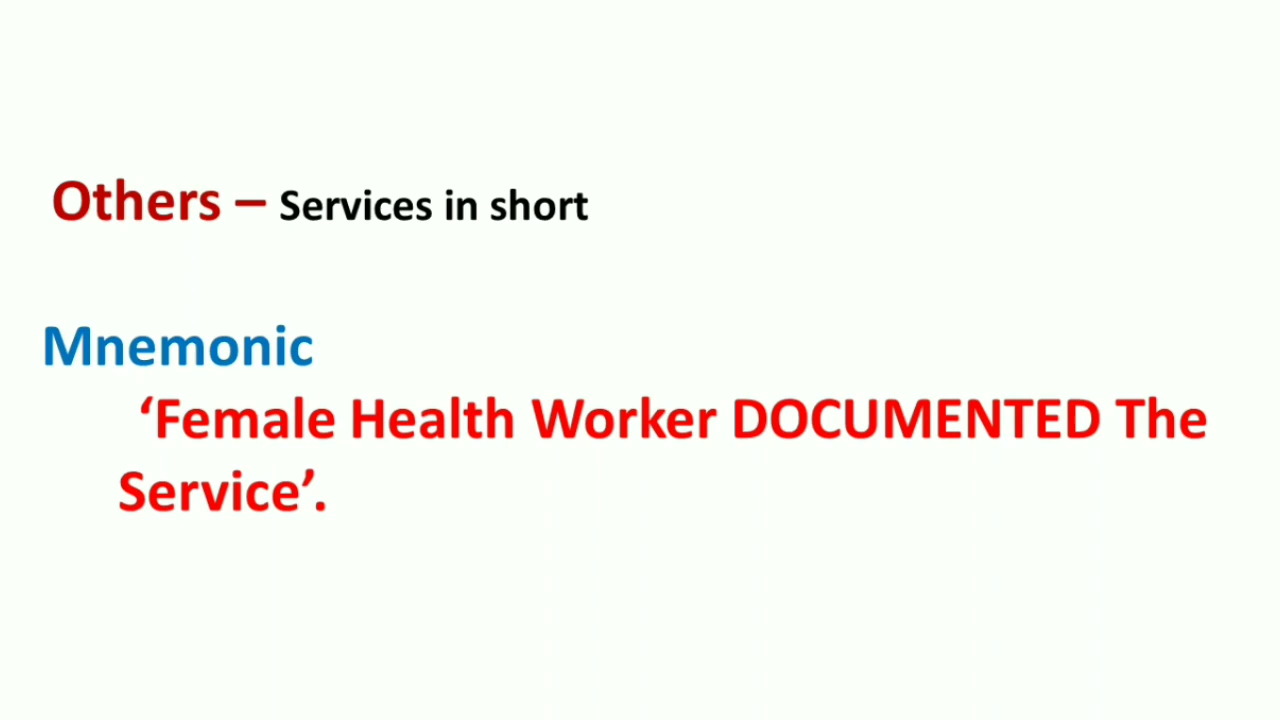 Others – Services in short
Mnemonic
‘Female Health Worker DOCUMENTED The
Service’.